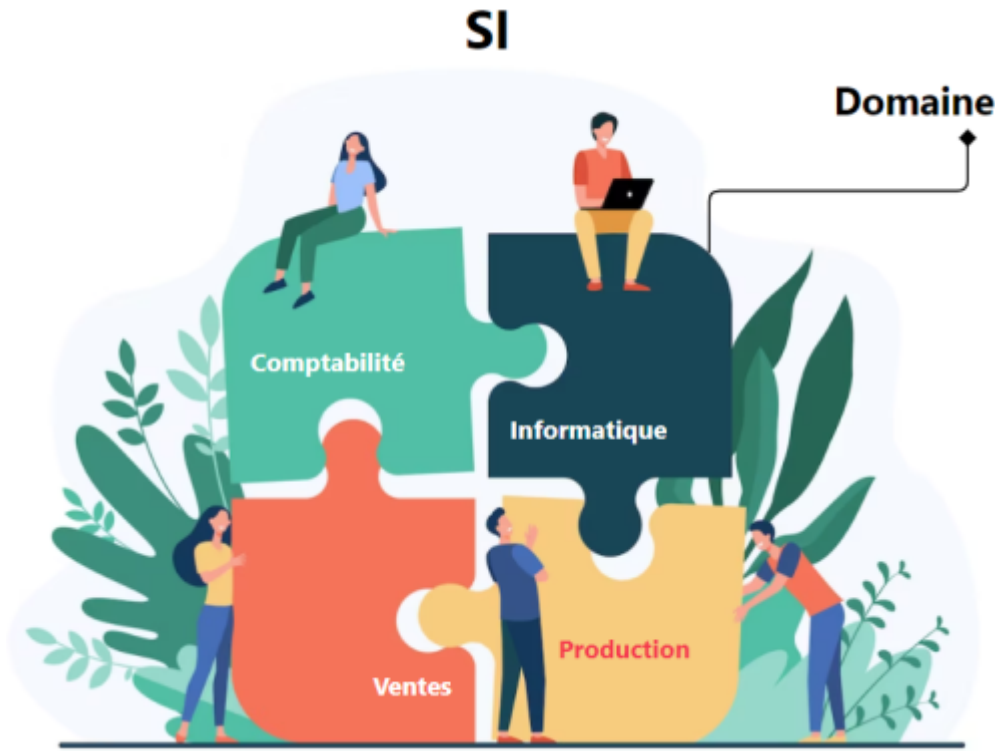 SI
Domaine
Comptabilité
Informatique
Production
Ventes